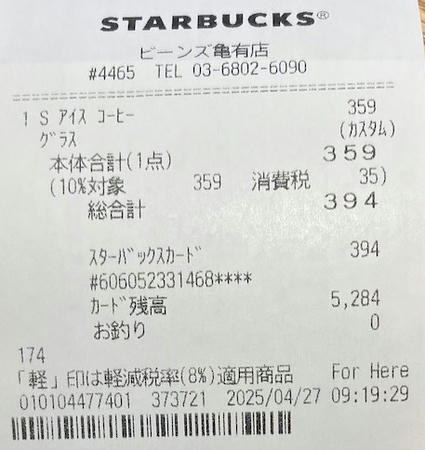 STARBUCKS®
ビーンズ亀有店
#4465 TEL 03-6802-6090
1 S ｱｲｽ ｺｰﾋｰ 359
ｸﾞﾗｽ (ｶｽﾀﾑ)
本体合計(1点) 359
(10%対象 359 消費税 35)
総合計 394
ｽﾀｰﾊﾞｯｸｽｶｰﾄﾞ 394
#606052331468****
ｶｰﾄﾞ残高 5,284
お釣り 0
174
「軽」印は軽減税率(8%)適用商品 For Here
010104477401 373721 2025/04/27 09:19:29